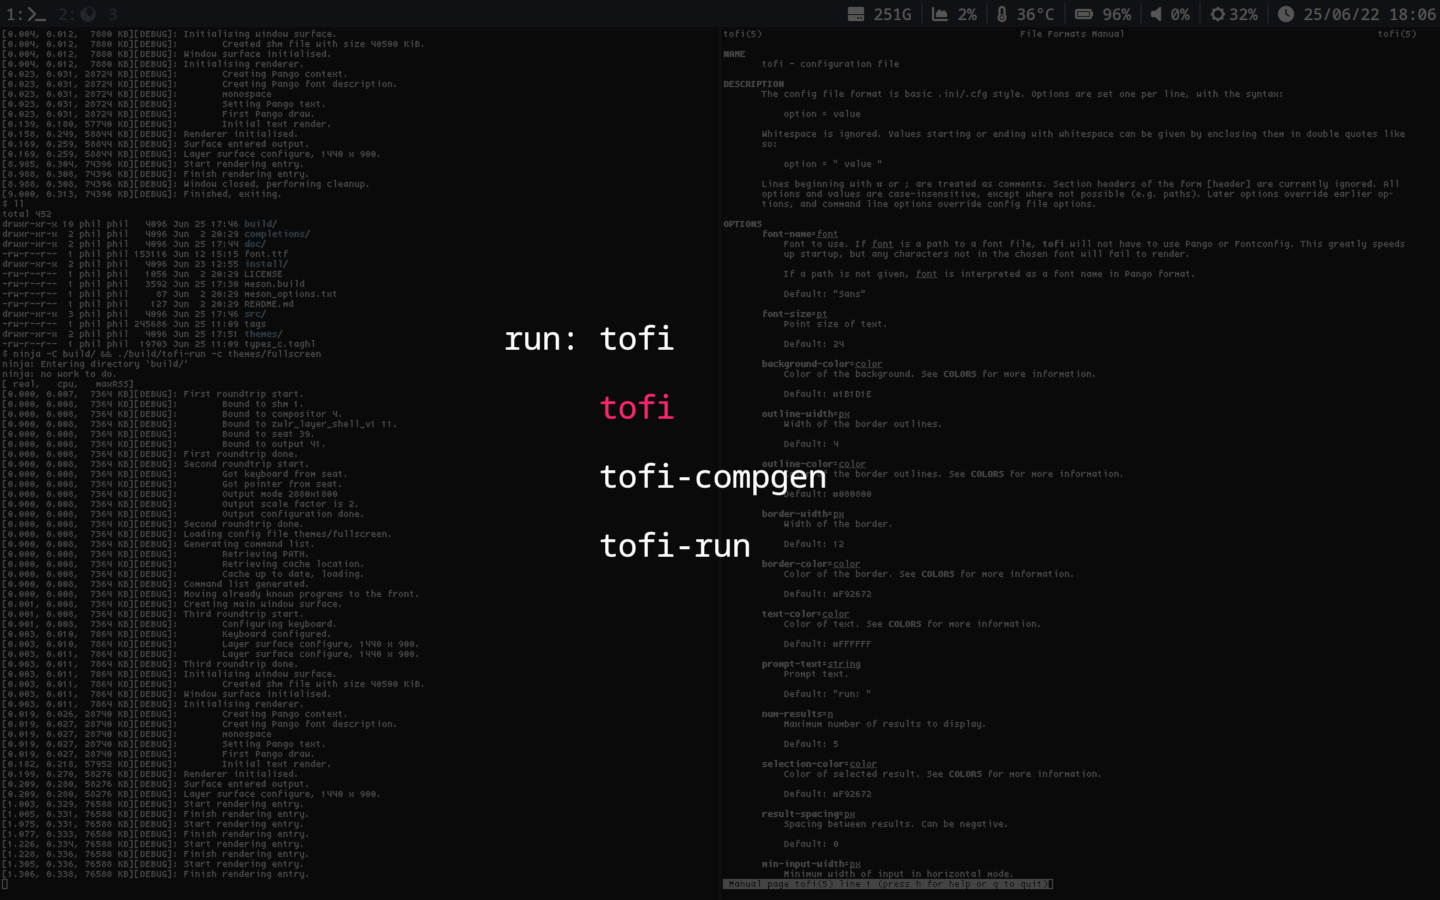 1: 2: 3 251G 2% 36°C 96% 0% 32% 25/06/22 18:06
[0.004, 0.012,  7880 KB][DEBUG]: Initialising window surface.
[0.004, 0.012,  7880 KB][DEBUG]:        Created shm file with size 40500 KiB.
[0.004, 0.012,  7880 KB][DEBUG]: Window surface initialised.
[0.004, 0.012,  7880 KB][DEBUG]: Initialising renderer.
[0.023, 0.031, 28724 KB][DEBUG]:        Creating Pango context.
[0.023, 0.031, 28724 KB][DEBUG]:        Creating Pango font description.
[0.023, 0.031, 28724 KB][DEBUG]:        monospace
[0.023, 0.031, 28724 KB][DEBUG]:        Setting Pango text.
[0.023, 0.031, 28724 KB][DEBUG]:        First Pango draw.
[0.139, 0.180, 57740 KB][DEBUG]:        Initial text render.
[0.158, 0.249, 58844 KB][DEBUG]: Renderer initialised.
[0.169, 0.259, 58844 KB][DEBUG]: Surface entered output.
[0.169, 0.259, 58844 KB][DEBUG]: Layer surface configure, 1440 x 900.
[8.985, 0.304, 74396 KB][DEBUG]: Start rendering entry.
[8.988, 0.308, 74396 KB][DEBUG]: Finish rendering entry.
[8.988, 0.308, 74396 KB][DEBUG]: Window closed, performing cleanup.
[9.000, 0.313, 74396 KB][DEBUG]: Finished, exiting.
$ ll
total 452
drwxr-xr-x 10 phil phil   4096 Jun 25 17:46 build/
drwxr-xr-x  2 phil phil   4096 Jun  2 20:29 completions/
drwxr-xr-x  2 phil phil   4096 Jun 25 17:44 doc/
-rw-r--r--  1 phil phil 153116 Jun 12 15:15 font.ttf
drwxr-xr-x  2 phil phil   4096 Jun 23 12:55 install/
-rw-r--r--  1 phil phil   1056 Jun  2 20:29 LICENSE
-rw-r--r--  1 phil phil   3592 Jun 25 17:30 meson.build
-rw-r--r--  1 phil phil     87 Jun  2 20:29 meson_options.txt
-rw-r--r--  1 phil phil    127 Jun  2 20:29 README.md
drwxr-xr-x  3 phil phil   4096 Jun 25 17:46 src/
-rw-r--r--  1 phil phil 245686 Jun 25 11:09 tags
drwxr-xr-x  2 phil phil   4096 Jun 25 17:51 themes/
-rw-r--r--  1 phil phil  19703 Jun 25 11:09 types_c.taghl
$ ninja -C build/ && ./build/tofi-run -c themes/fullscreen
ninja: Entering directory `build/'
ninja: no work to do.
[ real,   cpu,   maxRSS]
[0.000, 0.007,  7364 KB][DEBUG]: First roundtrip start.
[0.000, 0.008,  7364 KB][DEBUG]:        Bound to shm 1.
[0.000, 0.008,  7364 KB][DEBUG]:        Bound to compositor 4.
[0.000, 0.008,  7364 KB][DEBUG]:        Bound to zwlr_layer_shell_v1 11.
[0.000, 0.008,  7364 KB][DEBUG]:        Bound to seat 39.
[0.000, 0.008,  7364 KB][DEBUG]:        Bound to output 41.
[0.000, 0.008,  7364 KB][DEBUG]: First roundtrip done.
[0.000, 0.008,  7364 KB][DEBUG]: Second roundtrip start.
[0.000, 0.008,  7364 KB][DEBUG]:        Got keyboard from seat.
[0.000, 0.008,  7364 KB][DEBUG]:        Got pointer from seat.
[0.000, 0.008,  7364 KB][DEBUG]:        Output mode 2880x1800
[0.000, 0.008,  7364 KB][DEBUG]:        Output scale factor is 2.
[0.000, 0.008,  7364 KB][DEBUG]:        Output configuration done.
[0.000, 0.008,  7364 KB][DEBUG]: Second roundtrip done.
[0.000, 0.008,  7364 KB][DEBUG]: Loading config file themes/fullscreen.
[0.000, 0.008,  7364 KB][DEBUG]: Generating command list.
[0.000, 0.008,  7364 KB][DEBUG]:        Retrieving PATH.
[0.000, 0.008,  7364 KB][DEBUG]:        Retrieving cache location.
[0.000, 0.008,  7364 KB][DEBUG]:        Cache up to date, loading.
[0.000, 0.008,  7364 KB][DEBUG]: Command list generated.
[0.000, 0.008,  7364 KB][DEBUG]: Moving already known programs to the front.
[0.001, 0.008,  7364 KB][DEBUG]: Creating main window surface.
[0.001, 0.008,  7364 KB][DEBUG]: Third roundtrip start.
[0.001, 0.008,  7364 KB][DEBUG]:        Configuring keyboard.
[0.003, 0.010,  7864 KB][DEBUG]:        Keyboard configured.
[0.003, 0.010,  7864 KB][DEBUG]:        Layer surface configure, 1440 x 900.
[0.003, 0.011,  7864 KB][DEBUG]:        Layer surface configure, 1440 x 900.
[0.003, 0.011,  7864 KB][DEBUG]: Third roundtrip done.
[0.003, 0.011,  7864 KB][DEBUG]: Initialising window surface.
[0.003, 0.011,  7864 KB][DEBUG]:        Created shm file with size 40500 KiB.
[0.003, 0.011,  7864 KB][DEBUG]: Window surface initialised.
[0.003, 0.011,  7864 KB][DEBUG]: Initialising renderer.
[0.019, 0.026, 28740 KB][DEBUG]:        Creating Pango context.
[0.019, 0.027, 28740 KB][DEBUG]:        Creating Pango font description.
[0.019, 0.027, 28740 KB][DEBUG]:        monospace
[0.019, 0.027, 28740 KB][DEBUG]:        Setting Pango text.
[0.019, 0.027, 28740 KB][DEBUG]:        First Pango draw.
[0.182, 0.218, 57952 KB][DEBUG]:        Initial text render.
[0.199, 0.270, 58276 KB][DEBUG]: Renderer initialised.
[0.209, 0.280, 58276 KB][DEBUG]: Surface entered output.
[0.209, 0.280, 58276 KB][DEBUG]: Layer surface configure, 1440 x 900.
[1.003, 0.329, 76588 KB][DEBUG]: Start rendering entry.
[1.005, 0.331, 76588 KB][DEBUG]: Finish rendering entry.
[1.075, 0.331, 76588 KB][DEBUG]: Start rendering entry.
[1.077, 0.333, 76588 KB][DEBUG]: Finish rendering entry.
[1.226, 0.334, 76588 KB][DEBUG]: Start rendering entry.
[1.228, 0.336, 76588 KB][DEBUG]: Finish rendering entry.
[1.305, 0.336, 76588 KB][DEBUG]: Start rendering entry.
[1.306, 0.338, 76588 KB][DEBUG]: Finish rendering entry.
run: tofi
tofi
tofi-compgen
tofi-run
tofi(5) File Formats Manual tofi(5)
NAME
tofi - configuration file
DESCRIPTION
The config file format is basic .ini/.cfg style. Options are set one per line, with the syntax:
option = value
Whitespace is ignored. Values starting or ending with whitespace can be given by enclosing them in double quotes like
so:
option = " value "
Lines beginning with # or ; are treated as comments. Section headers of the form [header] are currently ignored. All
options and values are case-insensitive, except where not possible (e.g. paths). Later options override earlier op-
tions, and command line options override config file options.
OPTIONS
font-name=font
Font to use. If font is a path to a font file, tofi will not have to use Pango or Fontconfig. This greatly speeds
up startup, but any characters not in the chosen font will fail to render.
If a path is not given, font is interpreted as a font name in Pango format.
Default: "Sans"
font-size=pt
Point size of text.
Default: 24
background-color=color
Color of the background. See COLORS for more information.
Default: #1B1D1E
outline-width=px
Width of the border outlines.
Default: 4
outline-color=color
of the border outlines. See COLORS for more information.
Default: #080800
border-width=px
Width of the border.
Default: 12
border-color=color
Color of the border. See COLORS for more information.
Default: #F92672
text-color=color
Color of text. See COLORS for more information.
Default: #FFFFFF
prompt-text=string
Prompt text.
Default: "run: "
num-results=n
Maximum number of results to display.
Default: 5
selection-color=color
Color of selected result. See COLORS for more information.
Default: #F92672
result-spacing=px
Spacing between results. Can be negative.
Default: 0
min-input-width=px
Minimum width of input in horizontal mode.
Manual page tofi(5) line 1 (press h for help or q to quit)